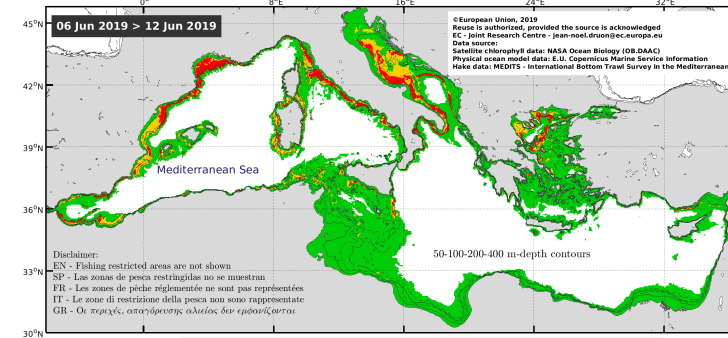 0° 8°E 16°E 24°E 32°E
45°N
06 Jun 2019 > 12 Jun 2019
©European Union, 2019
Reuse is authorized, provided the source is acknowledged
EC - Joint Research Centre - jean-noel.druon@ec.europa.eu
Data source:
Satellite chlorophyll data: NASA Ocean Biology (OB.DAAC)
Physical ocean model data: E.U. Copernicus Marine Service Information
Hake data: MEDITS - International Bottom Trawl Survey in the Mediterranean
42°N
39°N
Mediterranean Sea
36°N
50-100-200-400 m-depth contours
Disclaimer:
EN - Fishing restricted areas are not shown
33°N
SP - Las zonas de pesca restringidas no se muestran
FR - Les zones de pêche réglementée ne sont pas représentées
IT - Le zone di restrizione della pesca non sono rappresentate
GR - Οι περιχές, απαγόρευσης αλιείας δεν εμφανίζονται
30°N
0° 8°E 16°E 24°E 32°E